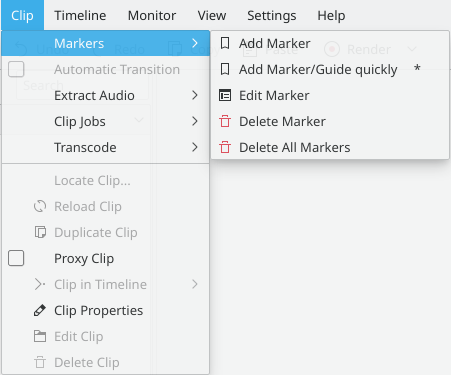 Clip Timeline Monitor View Settings Help
Markers
Automatic Transition
Extract Audio
Clip Jobs
Transcode
Locate Clip...
Reload Clip
Duplicate Clip
Proxy Clip
Clip in Timeline
Clip Properties
Edit Clip
Delete Clip
Add Marker
Add Marker/Guide quickly *
Edit Marker
Delete Marker
Delete All Markers
Render
Search